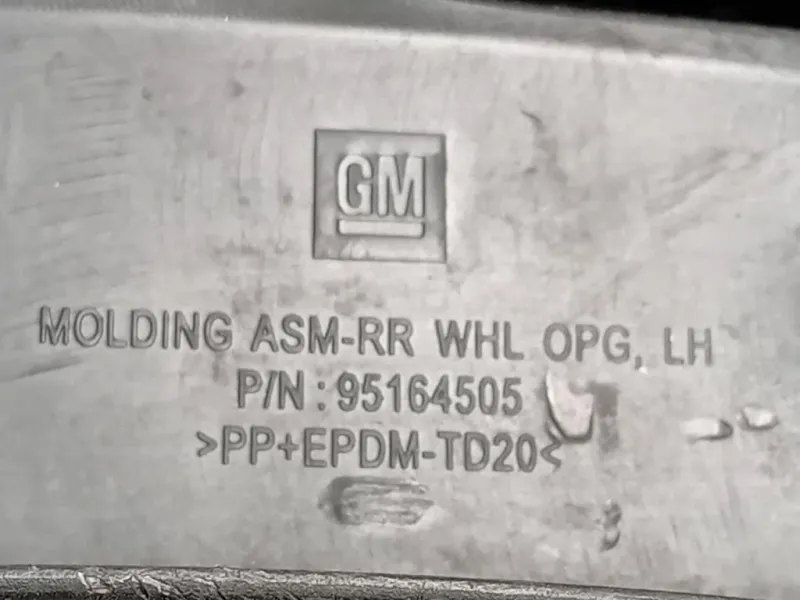 GM
MOLDING ASM-RR WHL OPG, LH
P/N : 95164505
>PP+EPDM-TD20<